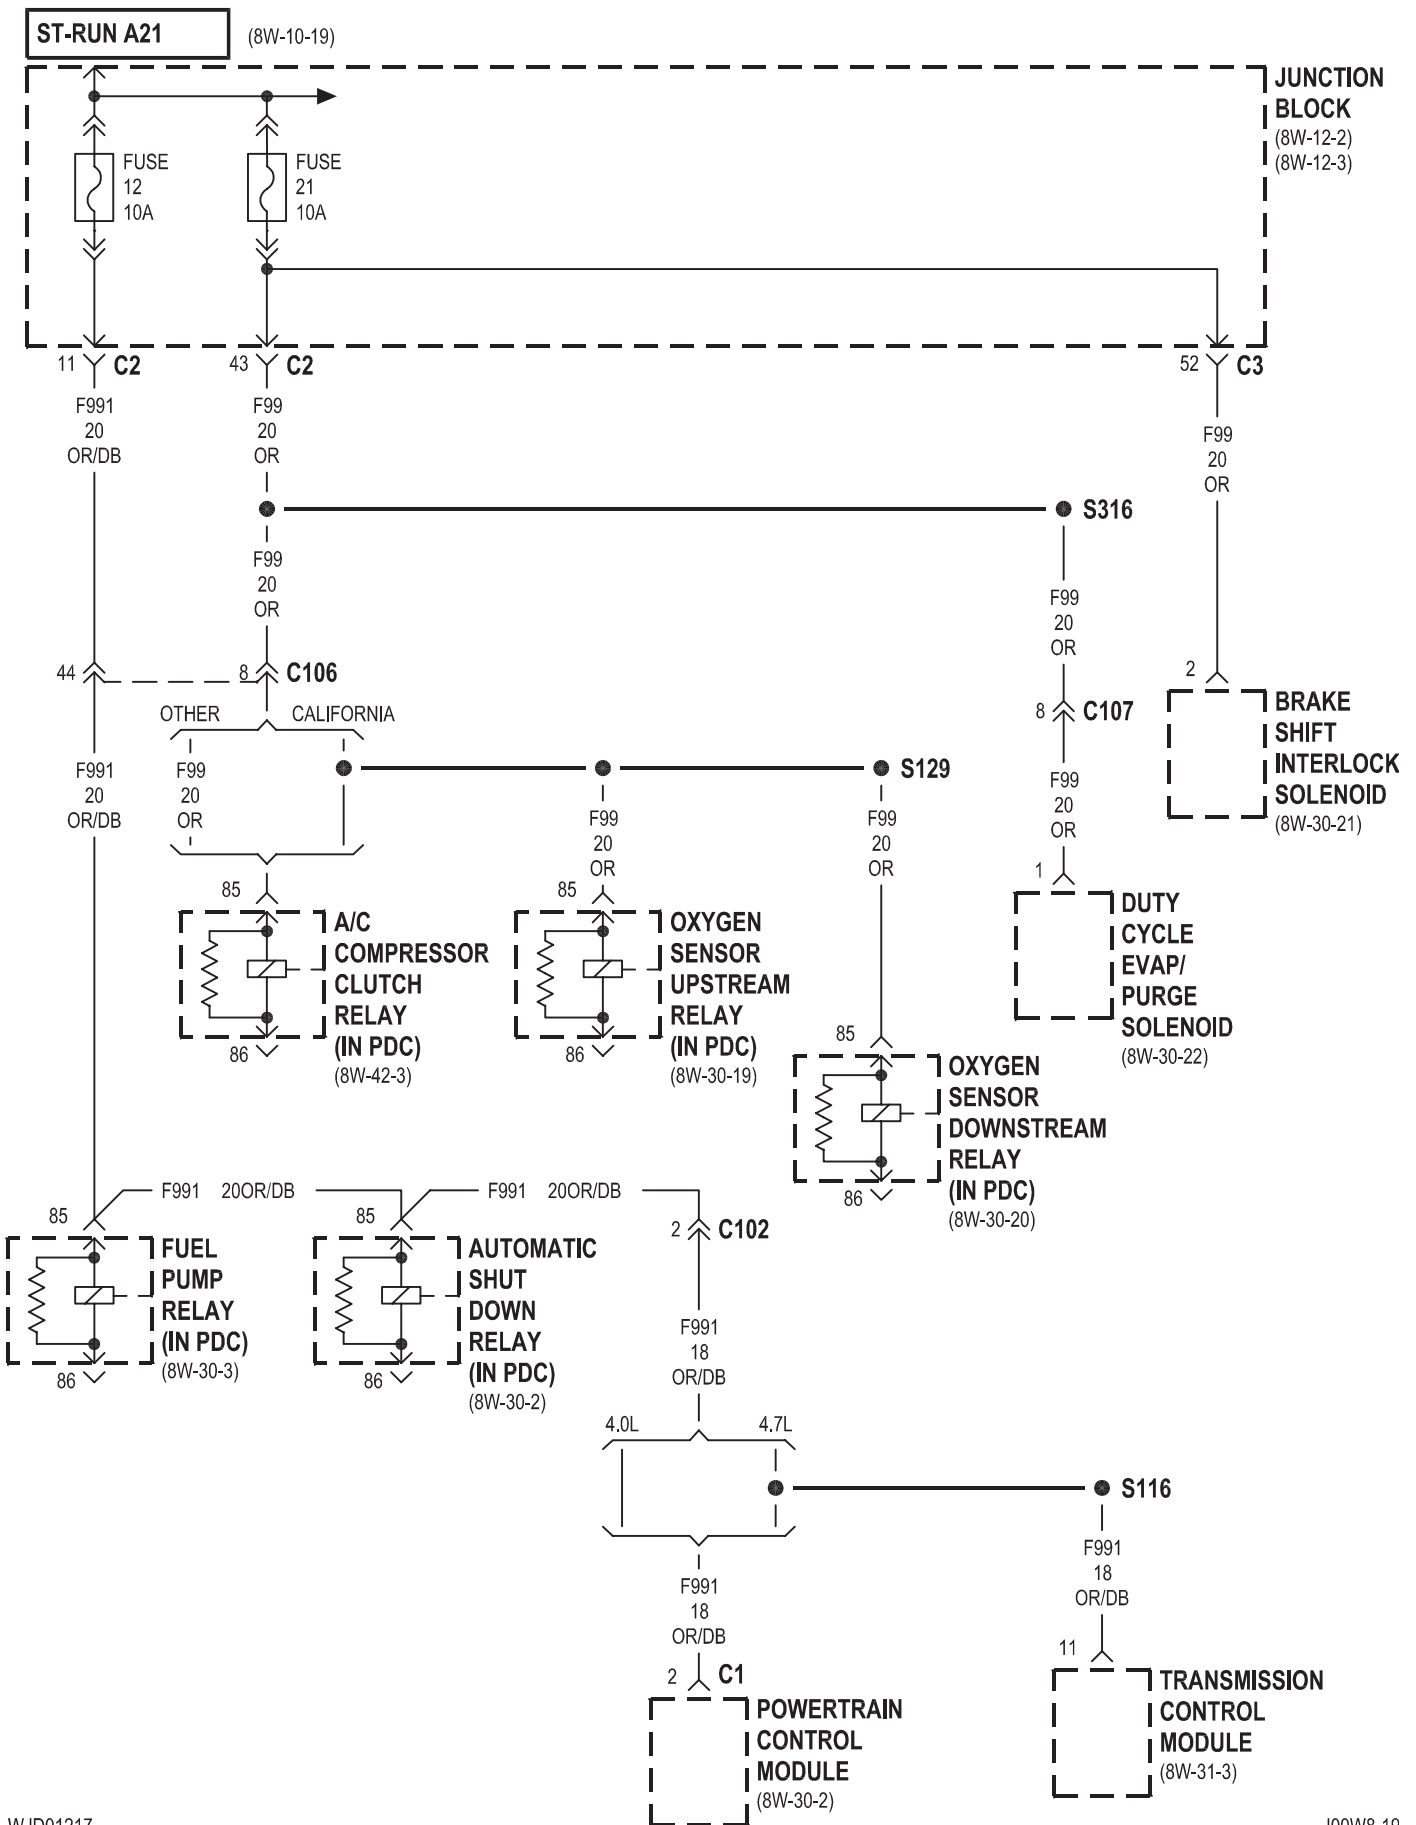 ST-RUN A21
(8W-10-19)
JUNCTION
BLOCK
(8W-12-2)
(8W-12-3)
FUSE
12
10A
FUSE
21
10A
11
C2
43
C2
52
C3
F991
20
OR/DB
F99
20
OR
F99
20
OR
S316
F99
20
OR
F99
20
OR
44
8
C106
2
8
C107
BRAKE
SHIFT
INTERLOCK
SOLENOID
(8W-30-21)
OTHER
CALIFORNIA
F991
20
OR/DB
F99
20
OR
S129
F99
20
OR
F99
20
OR
F99
20
OR
1
DUTY
CYCLE
EVAP/
PURGE
SOLENOID
(8W-30-22)
85
A/C
COMPRESSOR
CLUTCH
RELAY
(IN PDC)
(8W-42-3)
86
85
OXYGEN
SENSOR
UPSTREAM
RELAY
(IN PDC)
(8W-30-19)
86
85
OXYGEN
SENSOR
DOWNSTREAM
RELAY
(IN PDC)
(8W-30-20)
86
F991 20OR/DB
F991 20OR/DB
85
FUEL
PUMP
RELAY
(IN PDC)
(8W-30-3)
86
85
AUTOMATIC
SHUT
DOWN
RELAY
(IN PDC)
(8W-30-2)
86
2
C102
F991
18
OR/DB
4.0L
4.7L
S116
F991
18
OR/DB
F991
18
OR/DB
2
C1
11
POWERTRAIN
CONTROL
MODULE
(8W-30-2)
TRANSMISSION
CONTROL
MODULE
(8W-31-3)